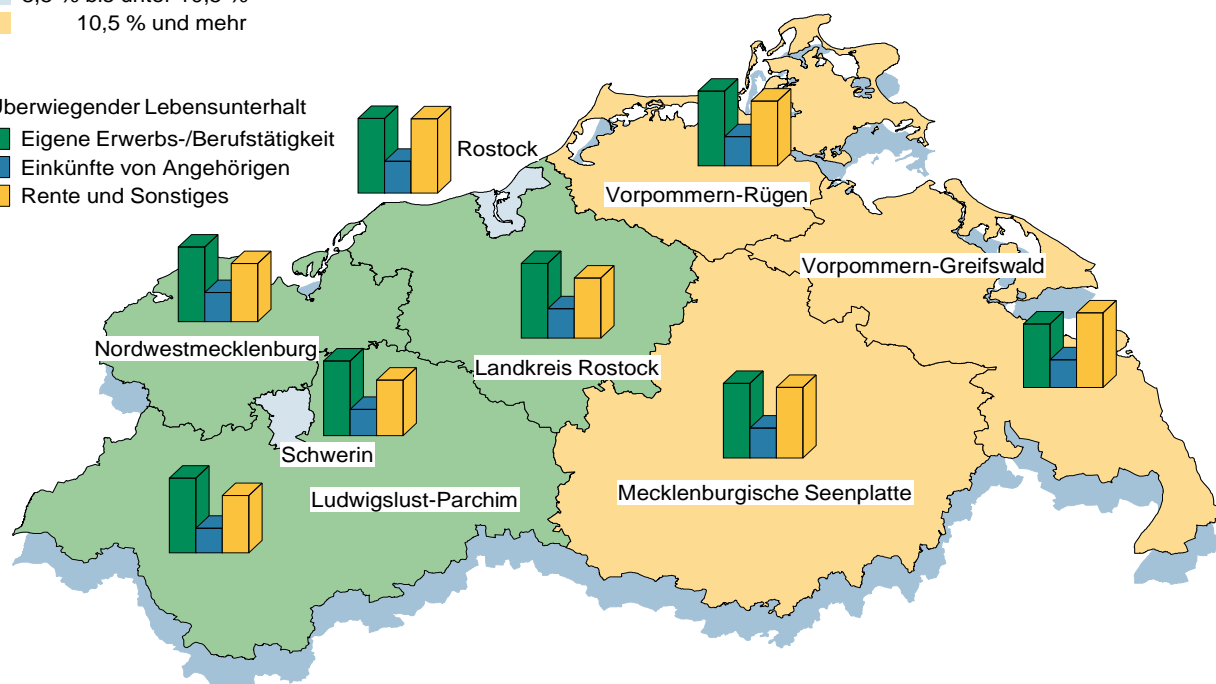 10,5 % und mehr
Überwiegender Lebensunterhalt
Eigene Erwerbs-/Berufstätigkeit
Einkünfte von Angehörigen
Rente und Sonstiges
Rostock
Vorpommern-Rügen
Vorpommern-Greifswald
Nordwestmecklenburg
Landkreis Rostock
Schwerin
Ludwigslust-Parchim
Mecklenburgische Seenplatte